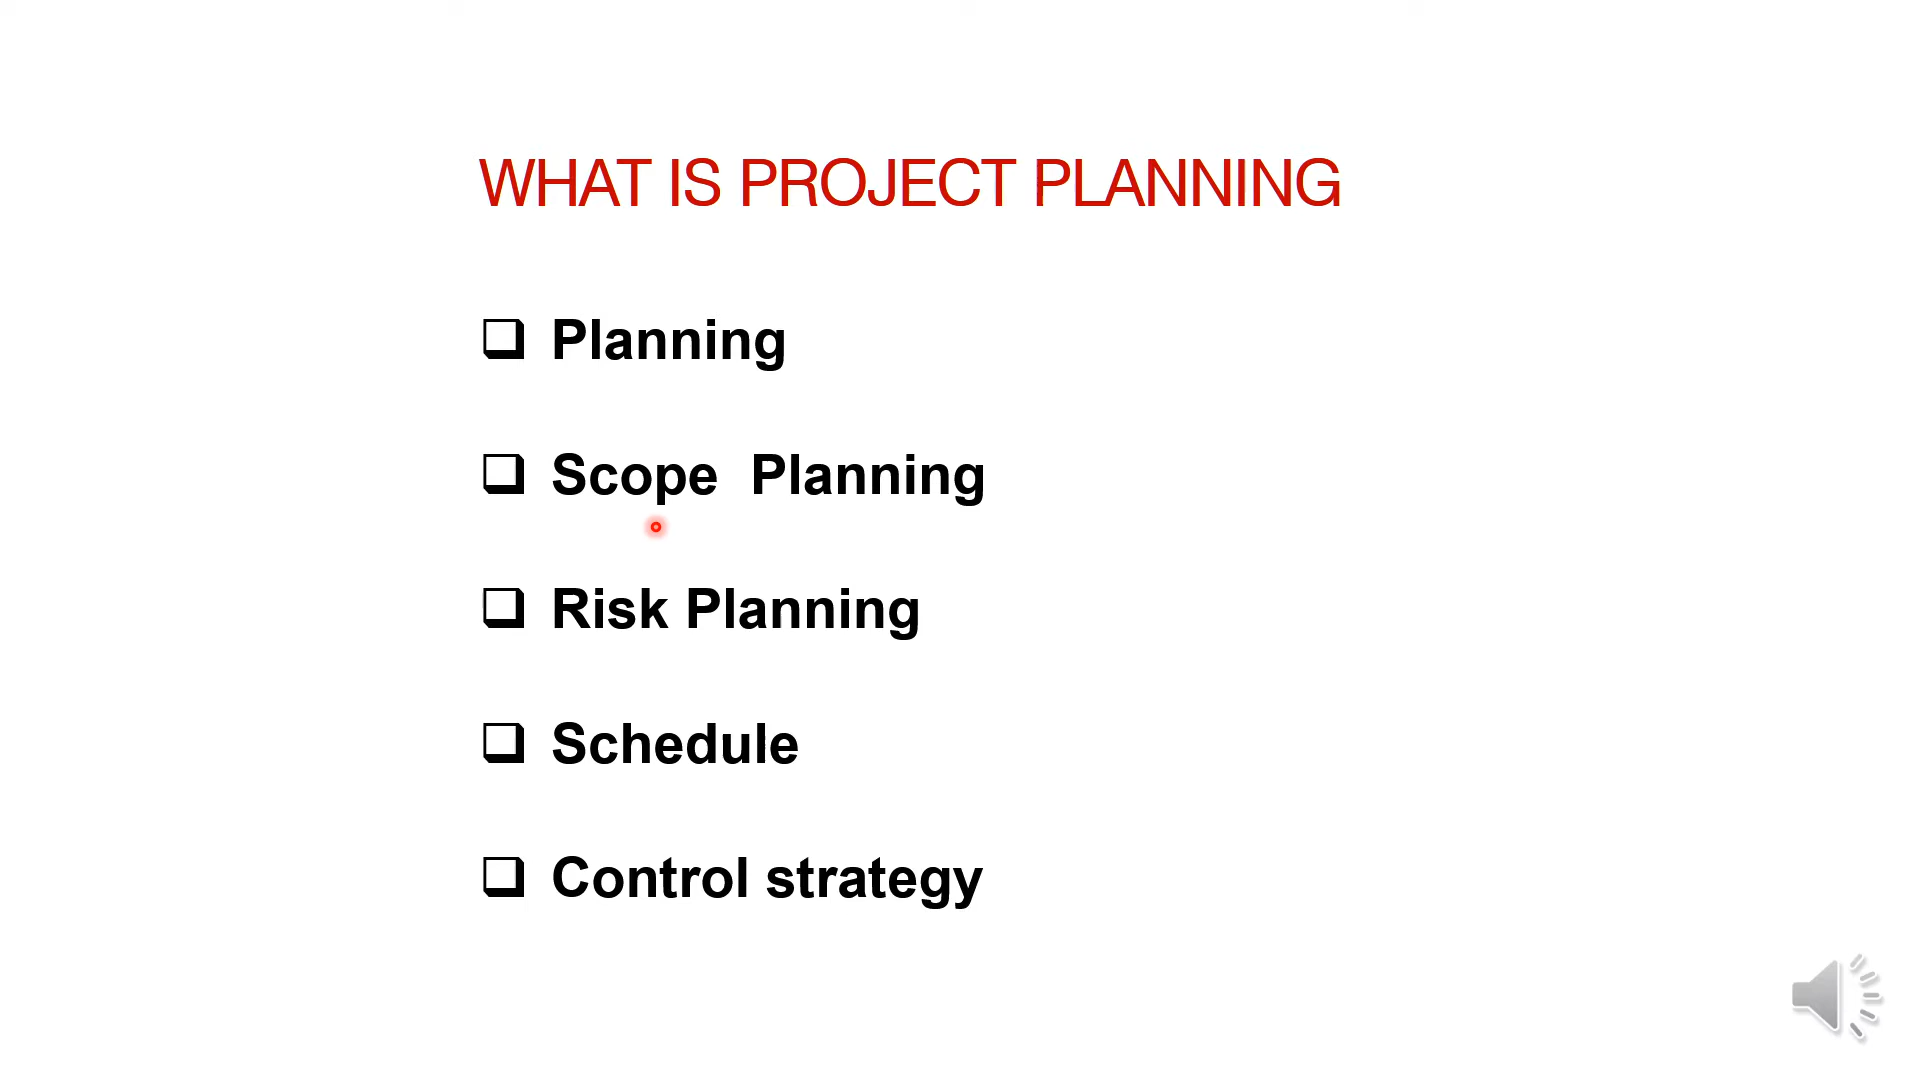 WHAT IS PROJECT PLANNING
Planning
Scope  Planning
Risk Planning
Schedule
Control strategy